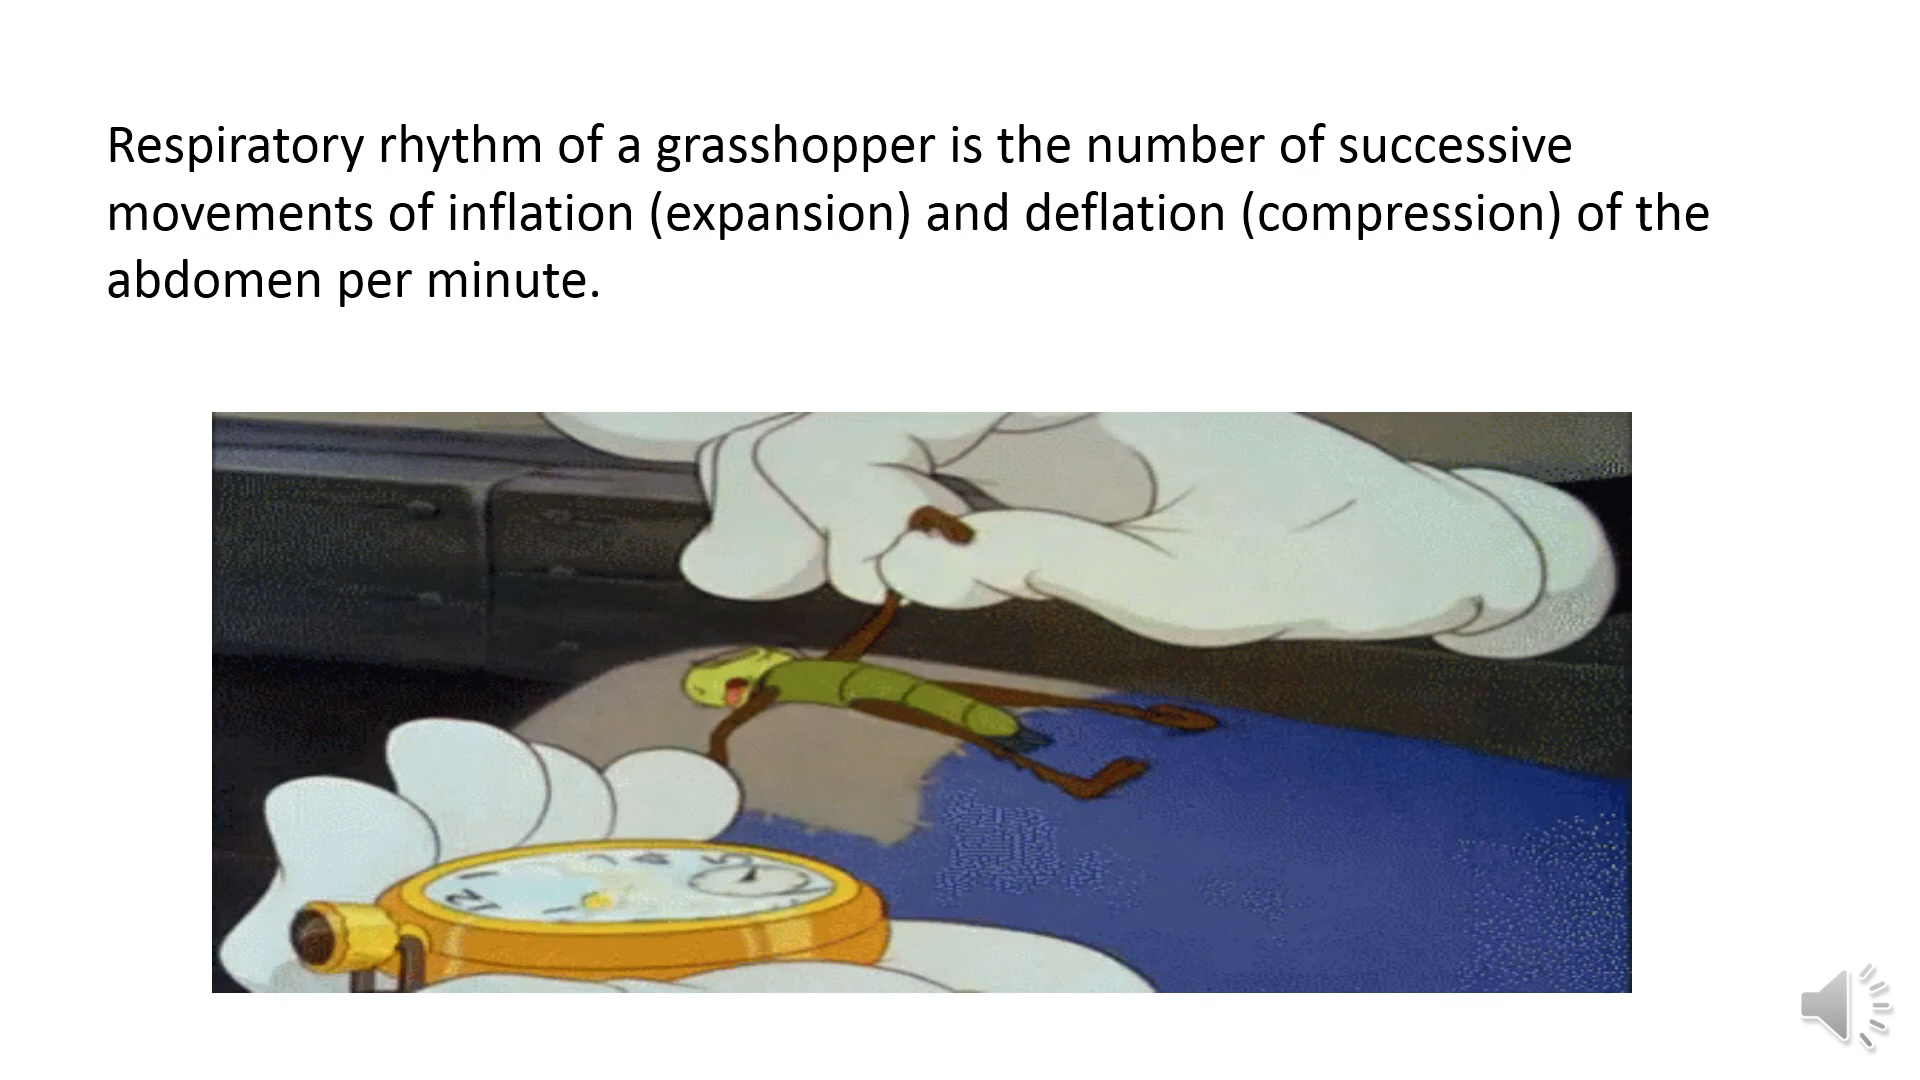 Respiratory rhythm of a grasshopper is the number of successive
movements of inflation (expansion) and deflation (compression) of the
abdomen per minute.
12